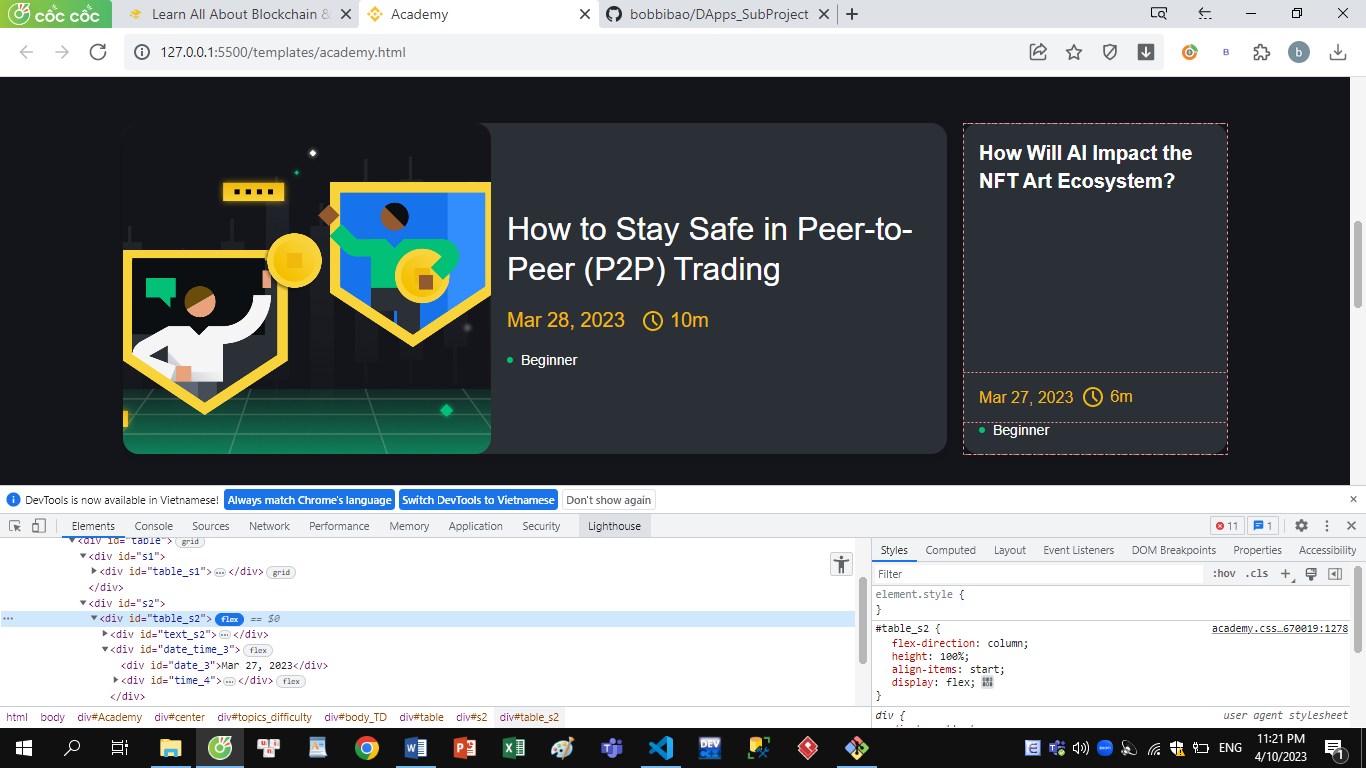 cốc cốc
Learn All About Blockchain &
Academy
bobbibao/DApps_SubProject
127.0.0.1:5500/templates/academy.html
B
b
How to Stay Safe in Peer-to-
Peer (P2P) Trading
Mar 28, 2023 10m
Beginner
How Will AI Impact the
NFT Art Ecosystem?
Mar 27, 2023 6m
Beginner
DevTools is now available in Vietnamese! Always match Chrome's language Switch DevTools to Vietnamese Don't show again
Elements Console Sources Network Performance Memory Application Security Lighthouse 11 1
<div id="table"> grid
<div id="s1">
<div id="table_s1"> … </div> grid
</div>
<div id="s2">
<div id="table_s2"> flex == $0
<div id="text_s2"> … </div>
<div id="date_time_3"> flex
<div id="date_3">Mar 27, 2023</div>
<div id="time_4"> … </div> flex
</div>
html body div#Academy div#center div#topics_difficulty div#body_TD div#table div#s2 div#table_s2
Styles Computed Layout Event Listeners DOM Breakpoints Properties Accessibility
Filter :hov .cls
element.style {
}
#table_s2 { academy.css…670019:1278
flex-direction: column;
height: 100%;
align-items: start;
display: flex;
}
div { user agent stylesheet
DEV
ENG
11:21 PM
4/10/2023
1